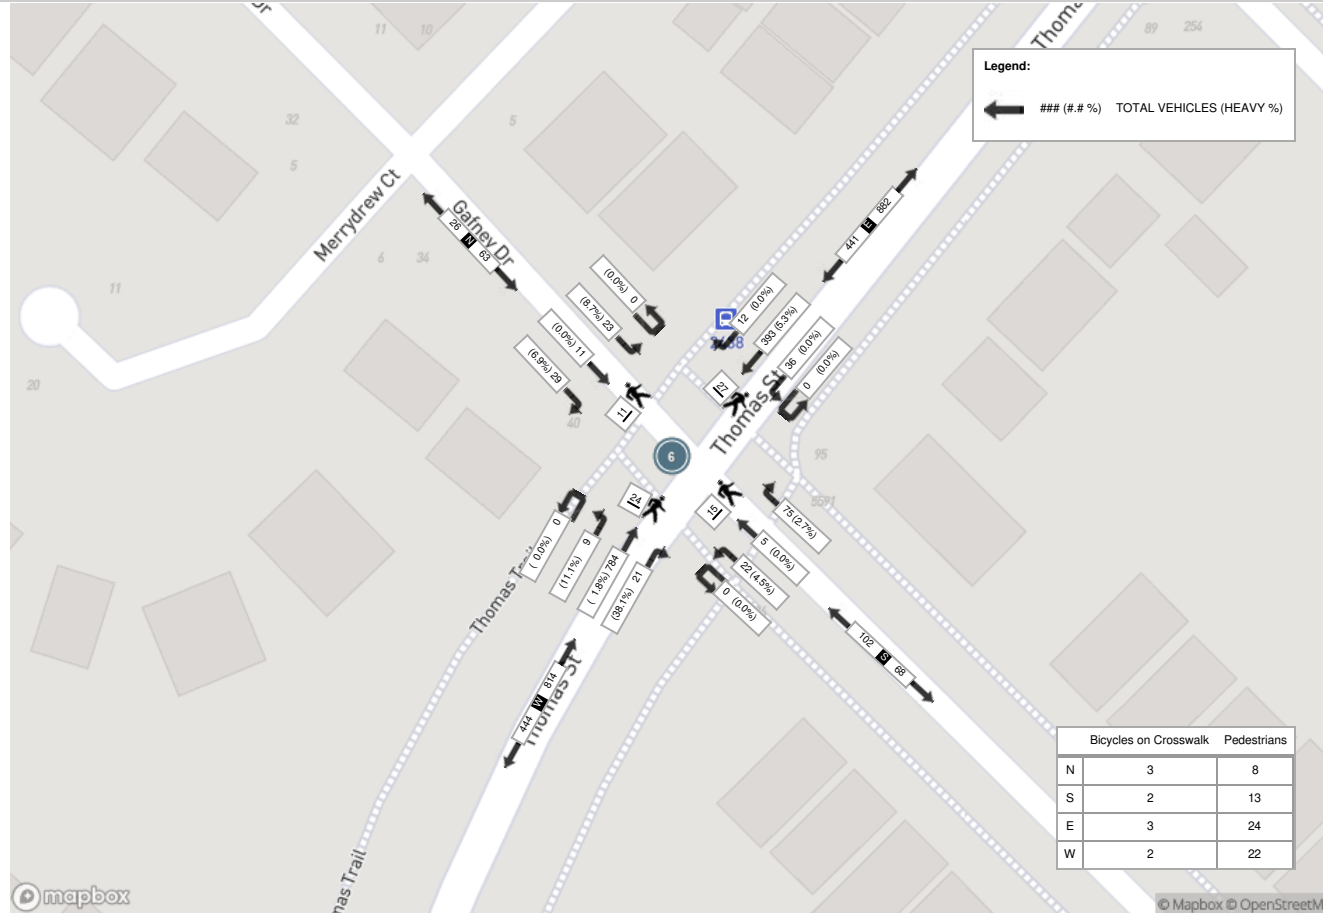 Dr
Thoma
11
10
89
254
Legend:
### (#.# %) TOTAL VEHICLES (HEAVY %)
32
5
5
Merrydrew Ct
Gafney Dr
26 N 63
441 E 882
6
34
11
20
(0.0%) 0
(8.7%) 23
(0.0%) 11
(6.9%) 29
12 (0.0%)
393 (5.3%)
36 (0.0%)
0 (0.0%)
40
11
27
Thomas St
6
95
5591
24
15
75 (2.7%)
5 (0.0%)
22 (4.5%)
0 (0.0%)
( 0.0%) 0
(11.1%) 9
( 1.8%) 784
(38.1%) 21
Thomas Trail
102 S 68
444 W 814
Thomas St
Bicycles on Crosswalk Pedestrians
N 3 8
S 2 13
E 3 24
W 2 22
mas Trail
mapbox
© Mapbox © OpenStreetM